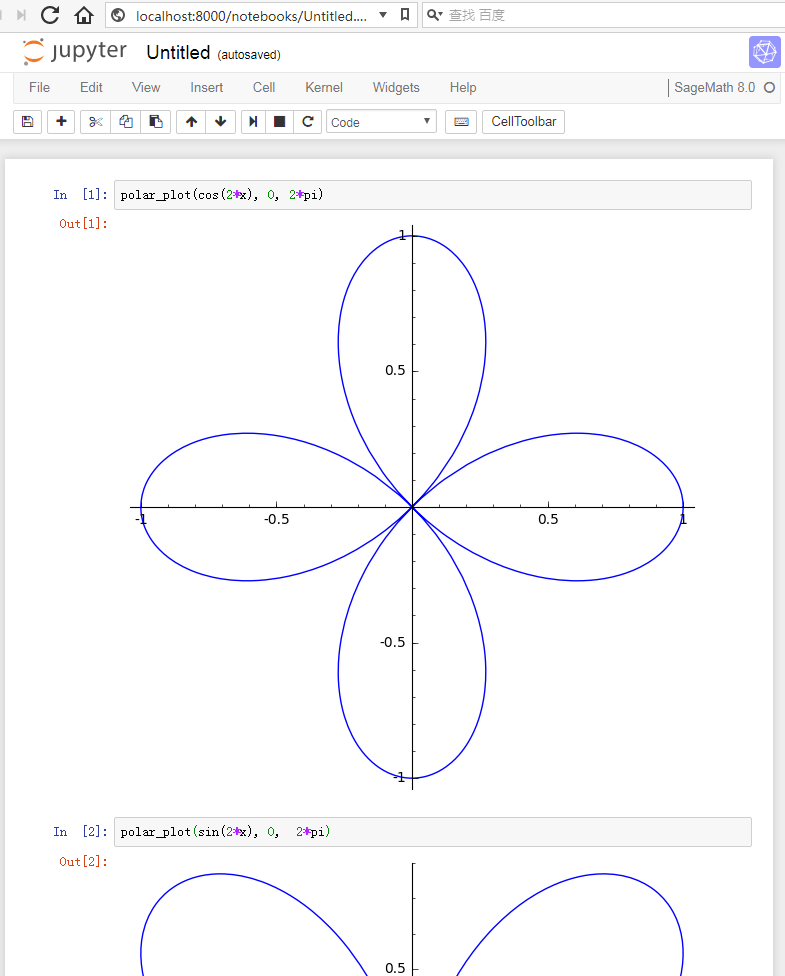 localhost:8000/notebooks/Untitled....
查找 百度
jupyter Untitled (autosaved)
File Edit View Insert Cell Kernel Widgets Help SageMath 8.0
Code CellToolbar
In [1]: polar_plot(cos(2*x), 0, 2*pi)
Out[1]:
1
0.5
-1 -0.5 0.5 1
-0.5
-1
In [2]: polar_plot(sin(2*x), 0, 2*pi)
Out[2]:
0.5